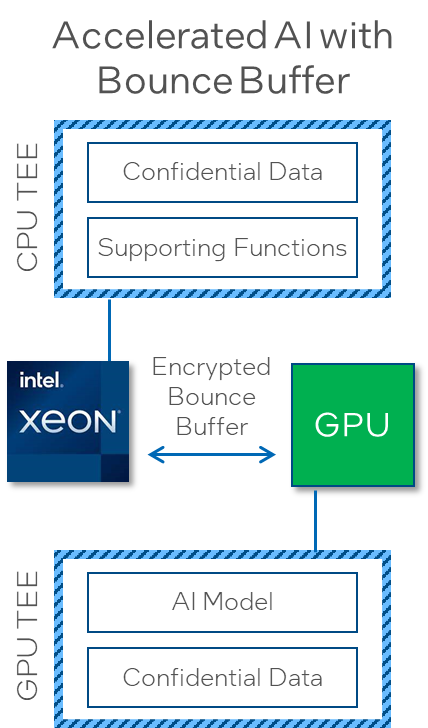 Accelerated AI with
Bounce Buffer
CPU TEE
Confidential Data
Supporting Functions
intel.
xeon®
Encrypted
Bounce
Buffer
GPU
GPU TEE
AI Model
Confidential Data